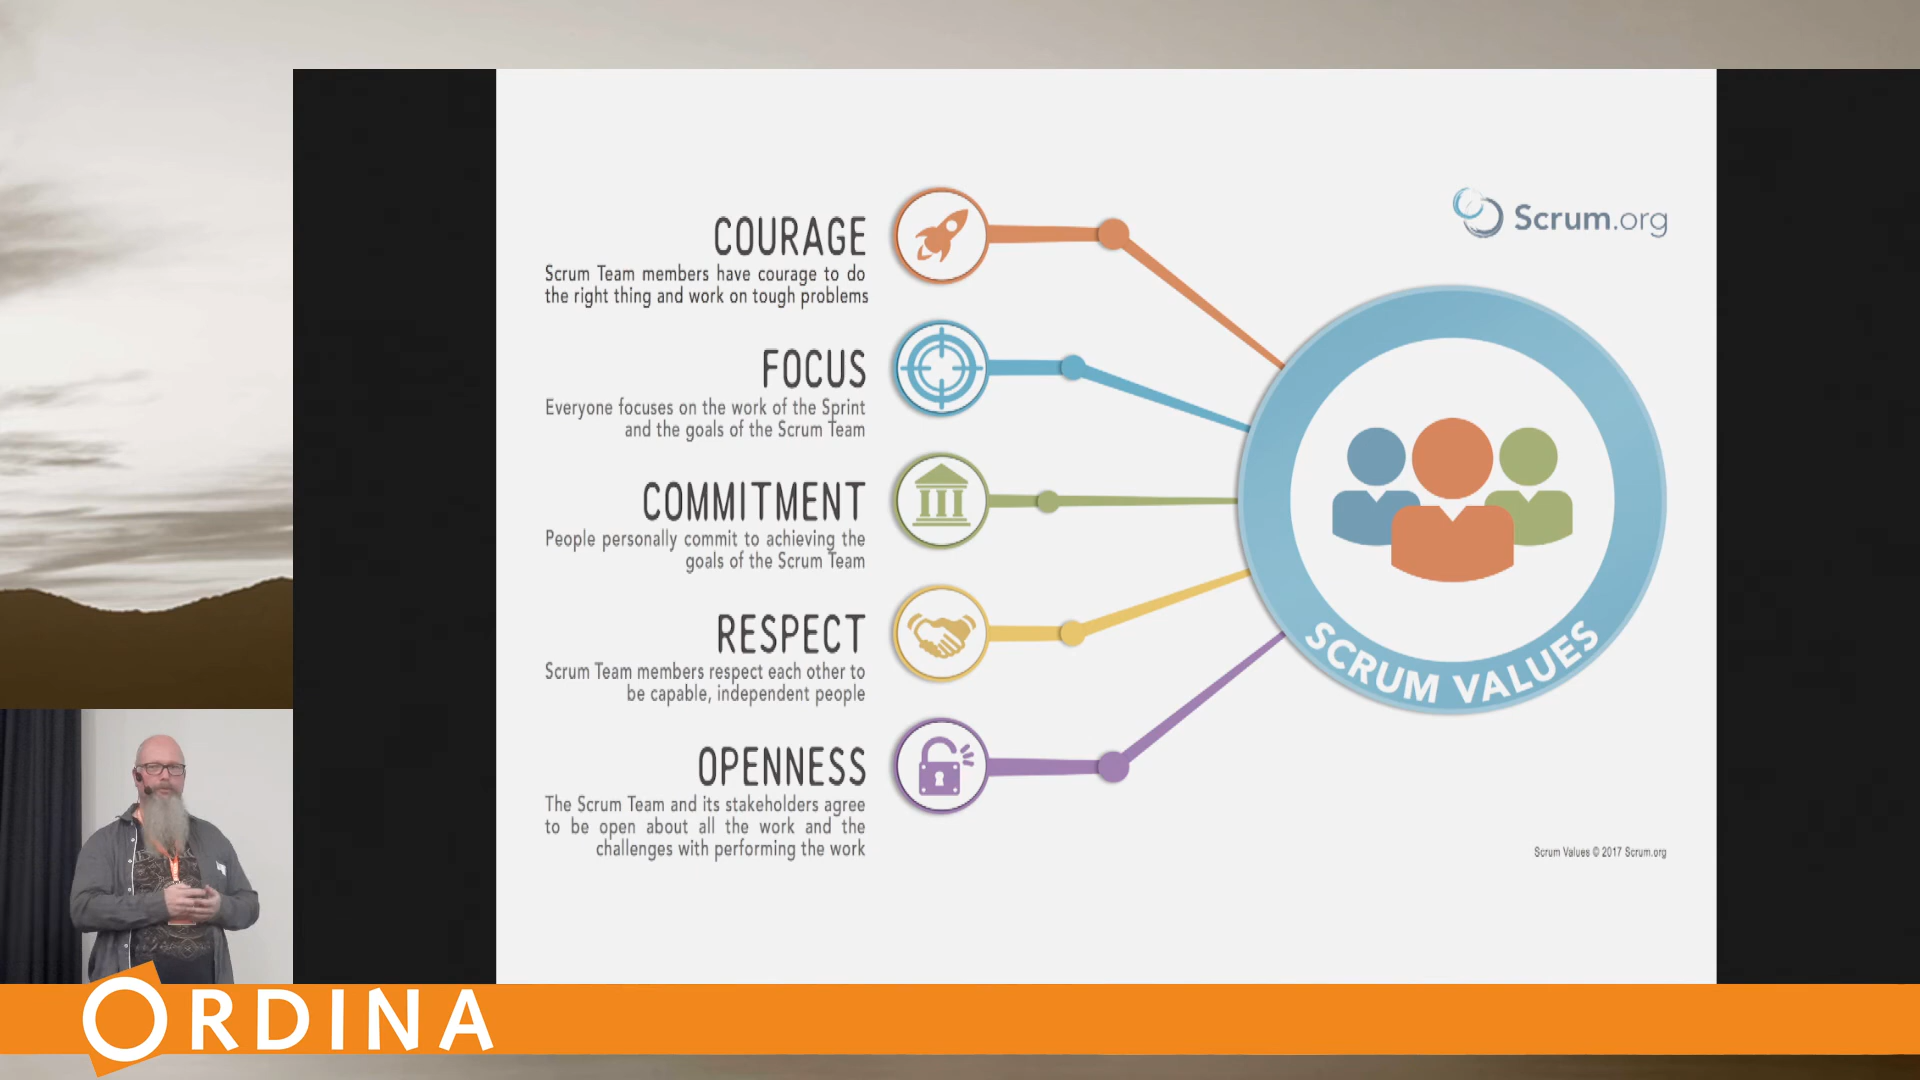 COURAGE
Scrum Team members have courage to do
the right thing and work on tough problems
FOCUS
Everyone focuses on the work of the Sprint
and the goals of the Scrum Team
COMMITMENT
People personally commit to achieving the
goals of the Scrum Team
RESPECT
Scrum Team members respect each other to
be capable, independent people
OPENNESS
The Scrum Team and its stakeholders agree
to be open about all the work and the
challenges with performing the work
Scrum.org
SCRUM VALUES
Scrum Values © 2017 Scrum.org
ORDINA